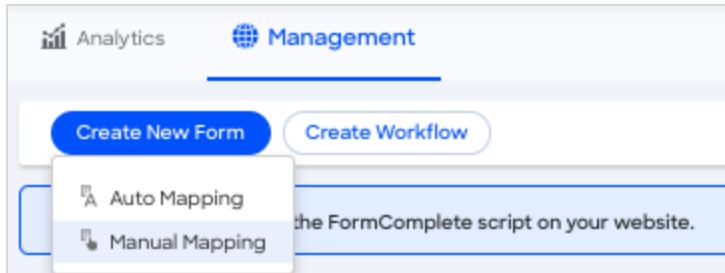 Analytics
Management
Create New Form
Create Workflow
Auto Mapping
the FormComplete script on your website.
Manual Mapping